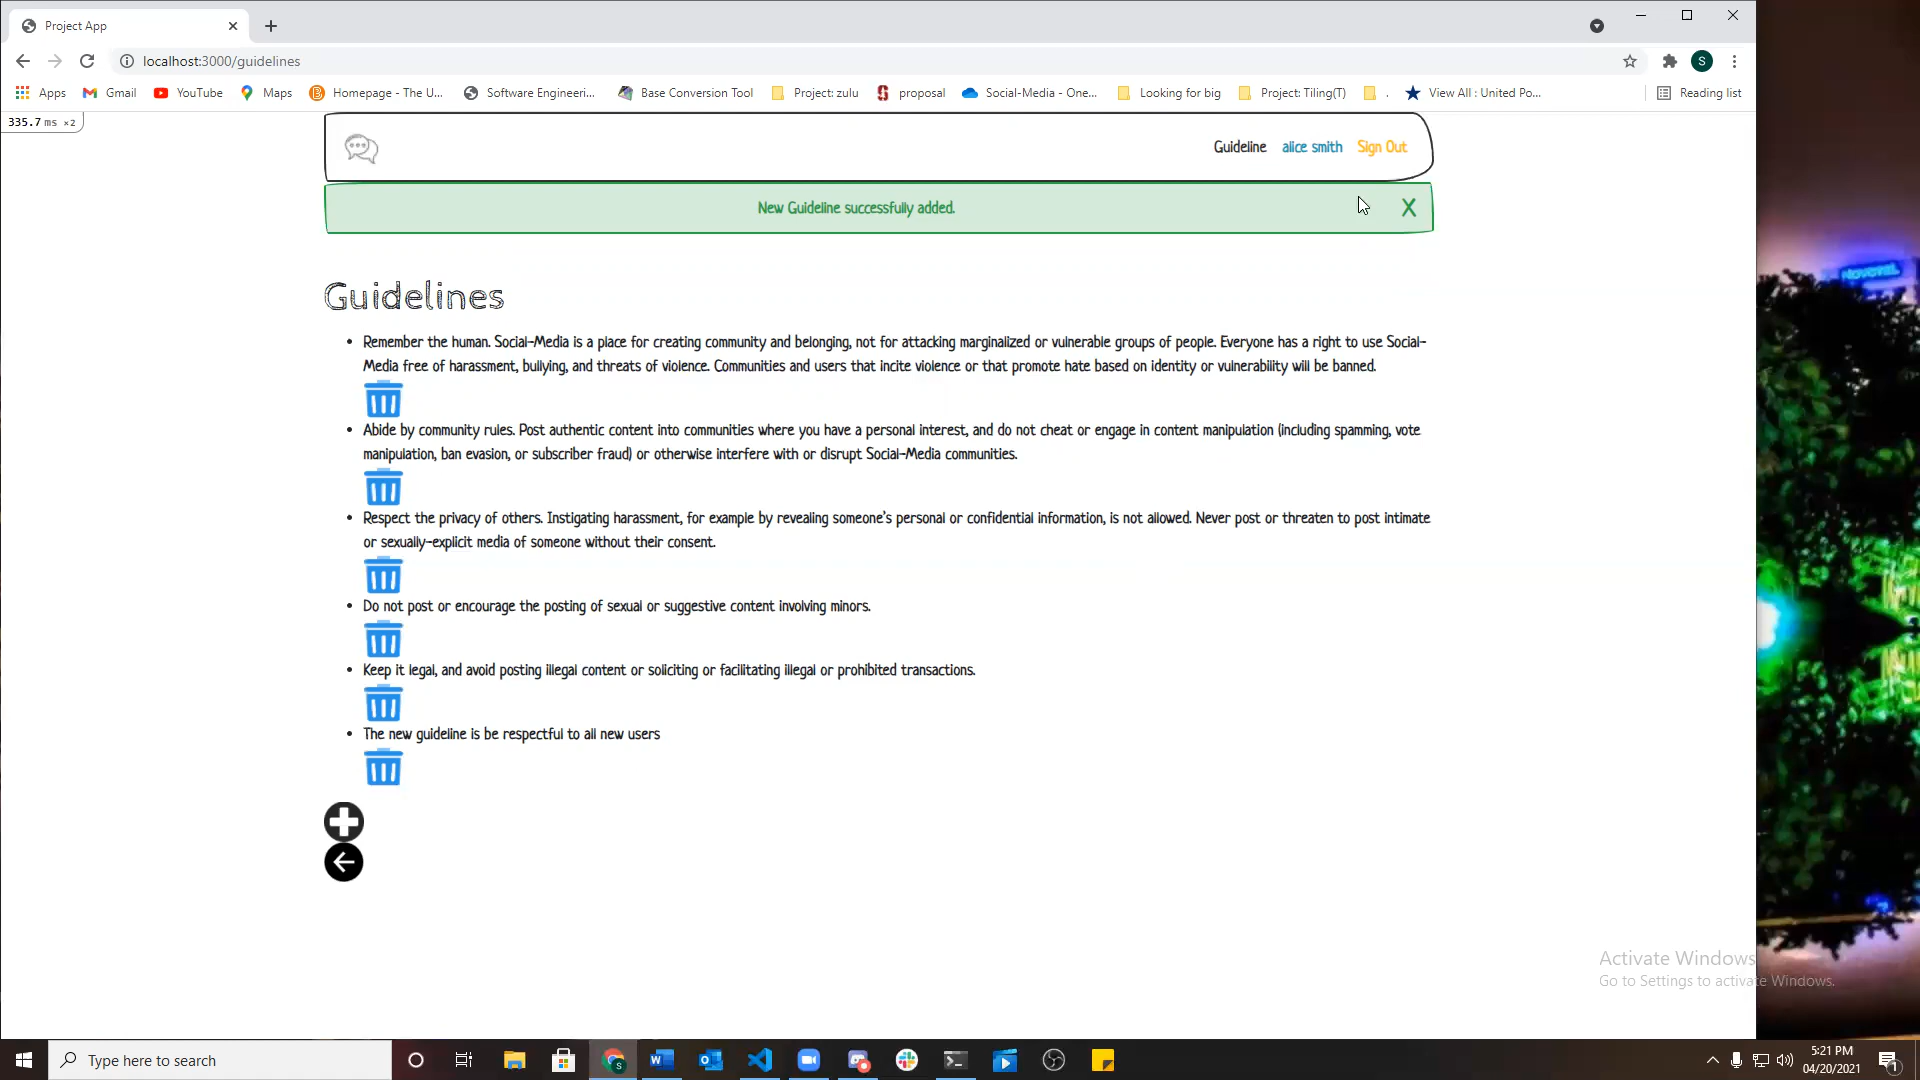 Project App
localhost:3000/guidelines
Apps Gmail YouTube Maps Homepage - The U... Software Engineeri... Base Conversion Tool Project: zulu proposal Social-Media - One... Looking for big Project: Tiling(T) . View All : United Po... Reading list
335.7 ms ×2
Guideline alice smith Sign Out
New Guideline successfully added. X
Guidelines
Remember the human. Social-Media is a place for creating community and belonging, not for attacking marginalized or vulnerable groups of people. Everyone has a right to use Social-
Media free of harassment, bullying, and threats of violence. Communities and users that incite violence or that promote hate based on identity or vulnerability will be banned.
Abide by community rules. Post authentic content into communities where you have a personal interest, and do not cheat or engage in content manipulation (including spamming, vote
manipulation, ban evasion, or subscriber fraud) or otherwise interfere with or disrupt Social-Media communities.
Respect the privacy of others. Instigating harassment, for example by revealing someone's personal or confidential information, is not allowed. Never post or threaten to post intimate
or sexually-explicit media of someone without their consent.
Do not post or encourage the posting of sexual or suggestive content involving minors.
Keep it legal, and avoid posting illegal content or soliciting or facilitating illegal or prohibited transactions.
The new guideline is be respectful to all new users
NOVOTEL
Activate Windows
Go to Settings to activate Windows.
Type here to search
5:21 PM
04/20/2021